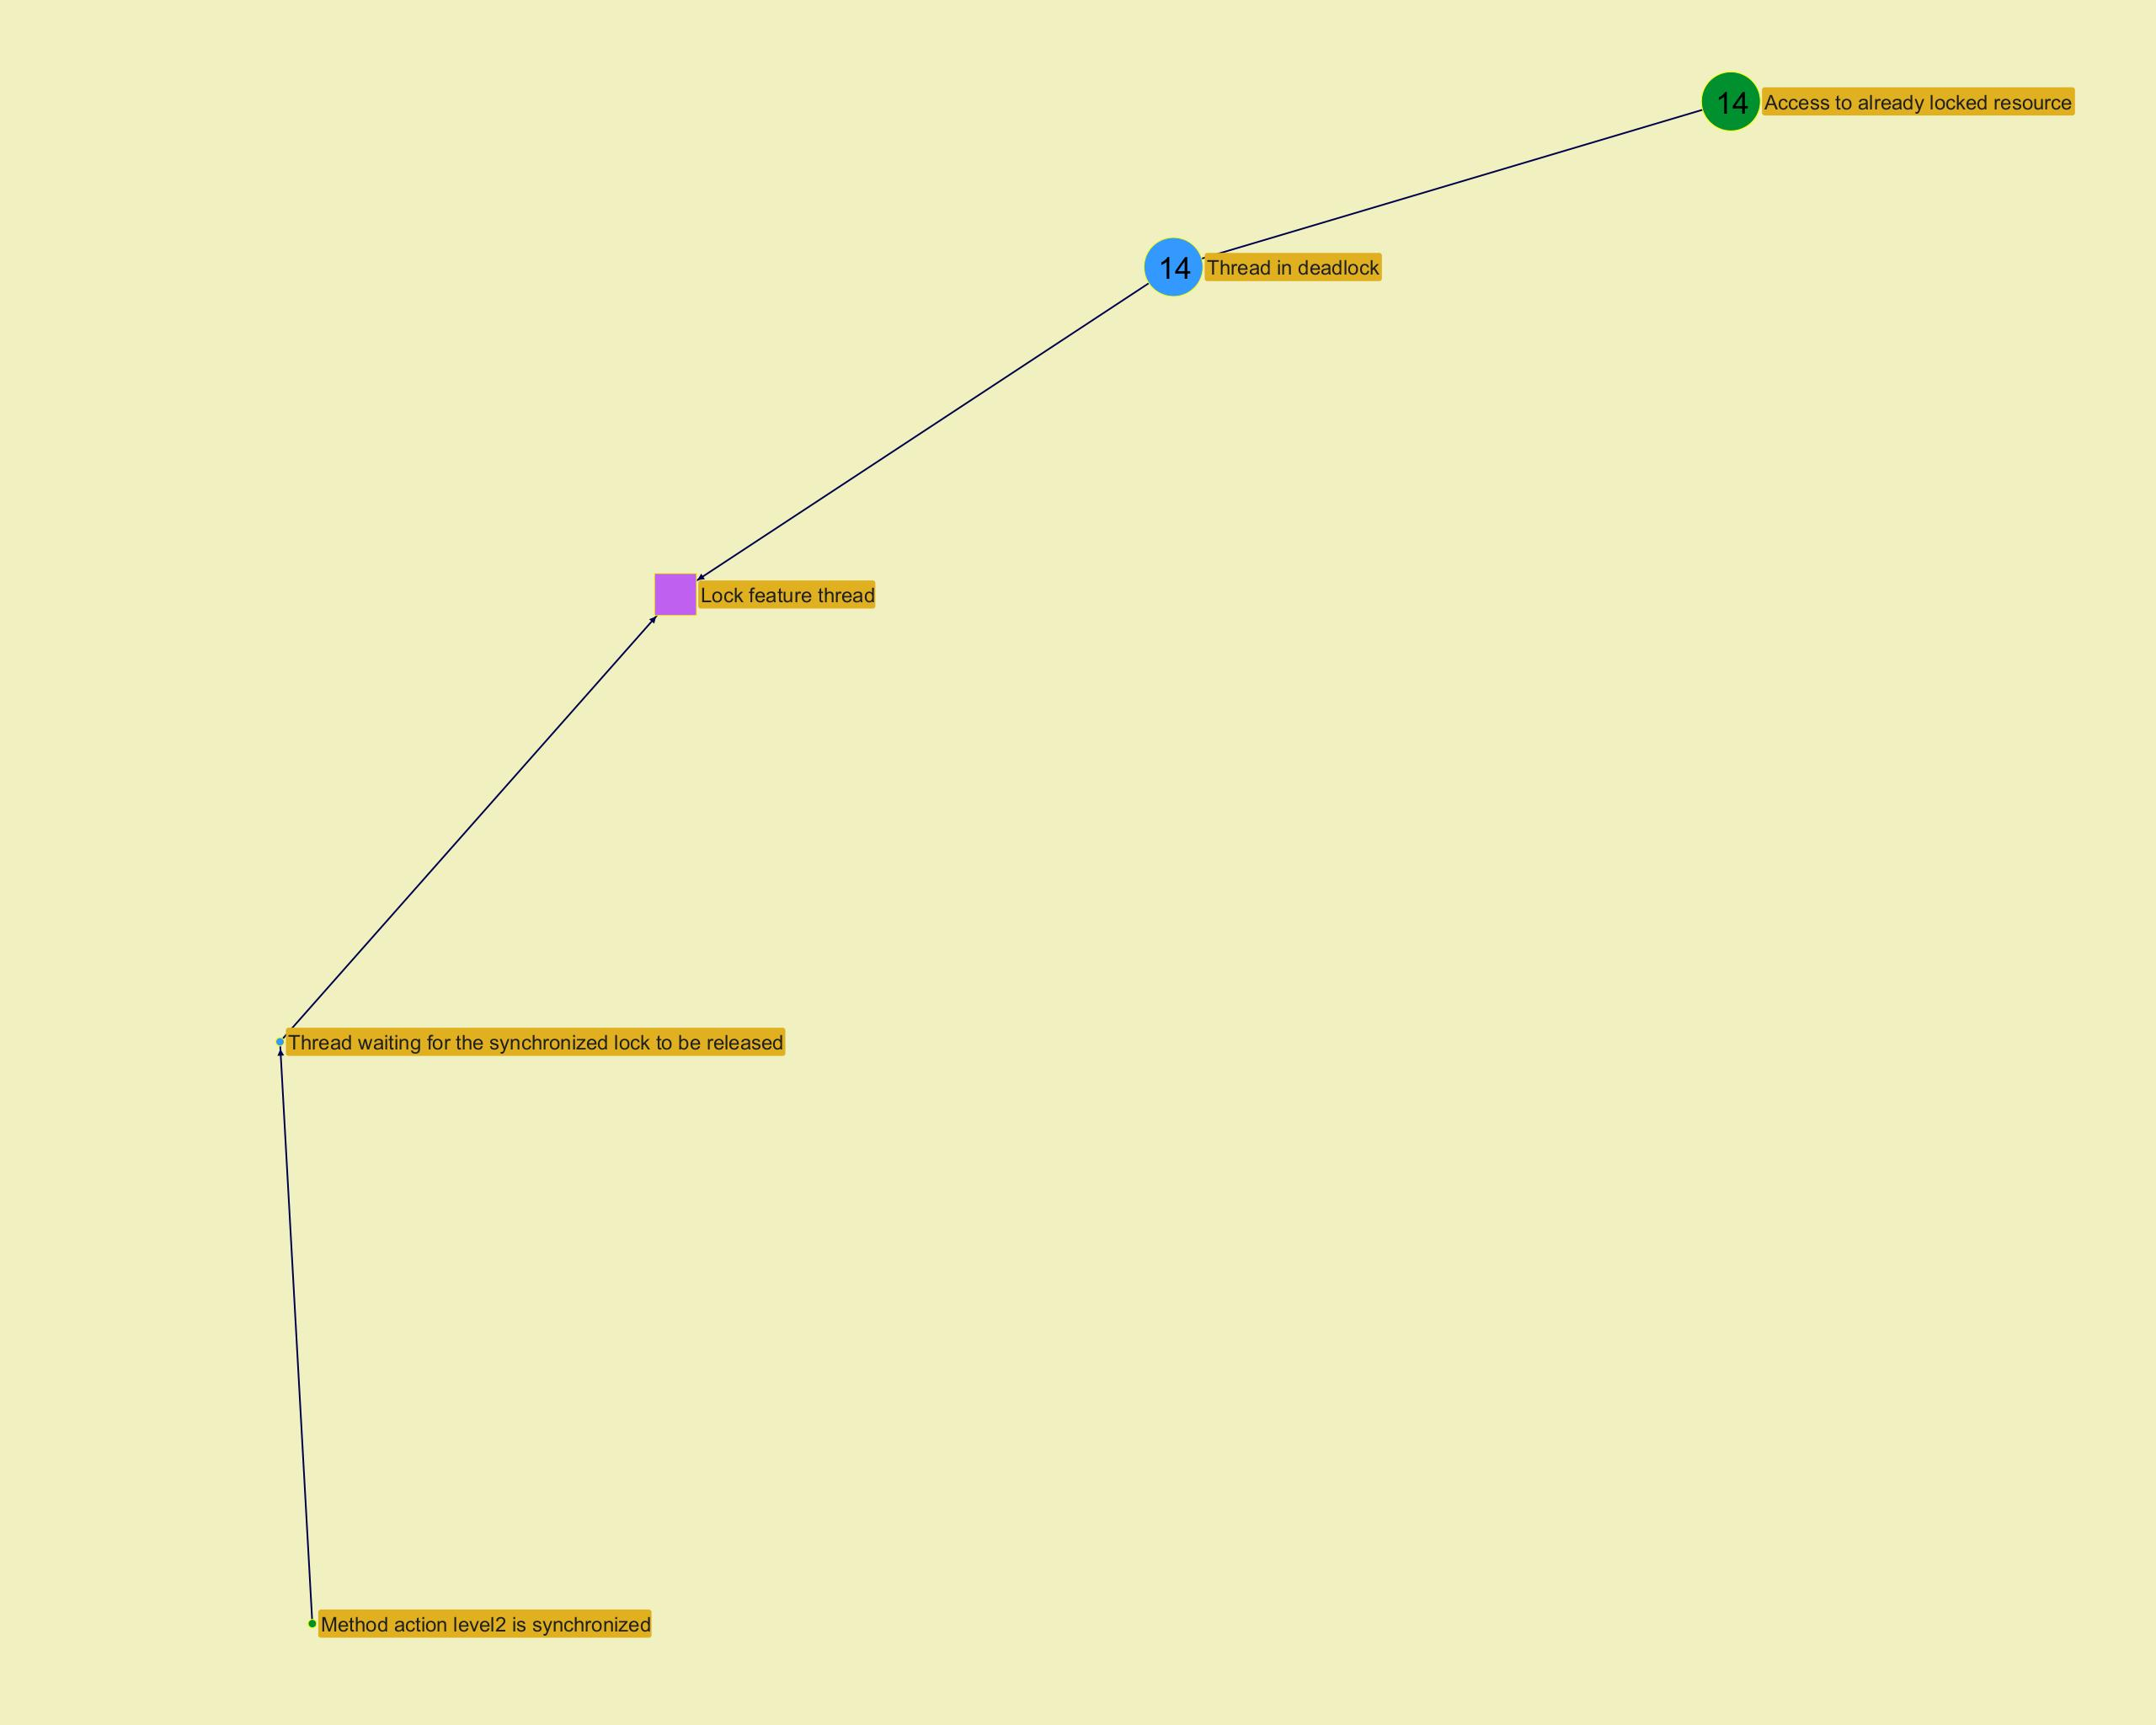 14 Access to already locked resource
14 Thread in deadlock
Lock feature thread
Thread waiting for the synchronized lock to be released
Method action level2 is synchronized